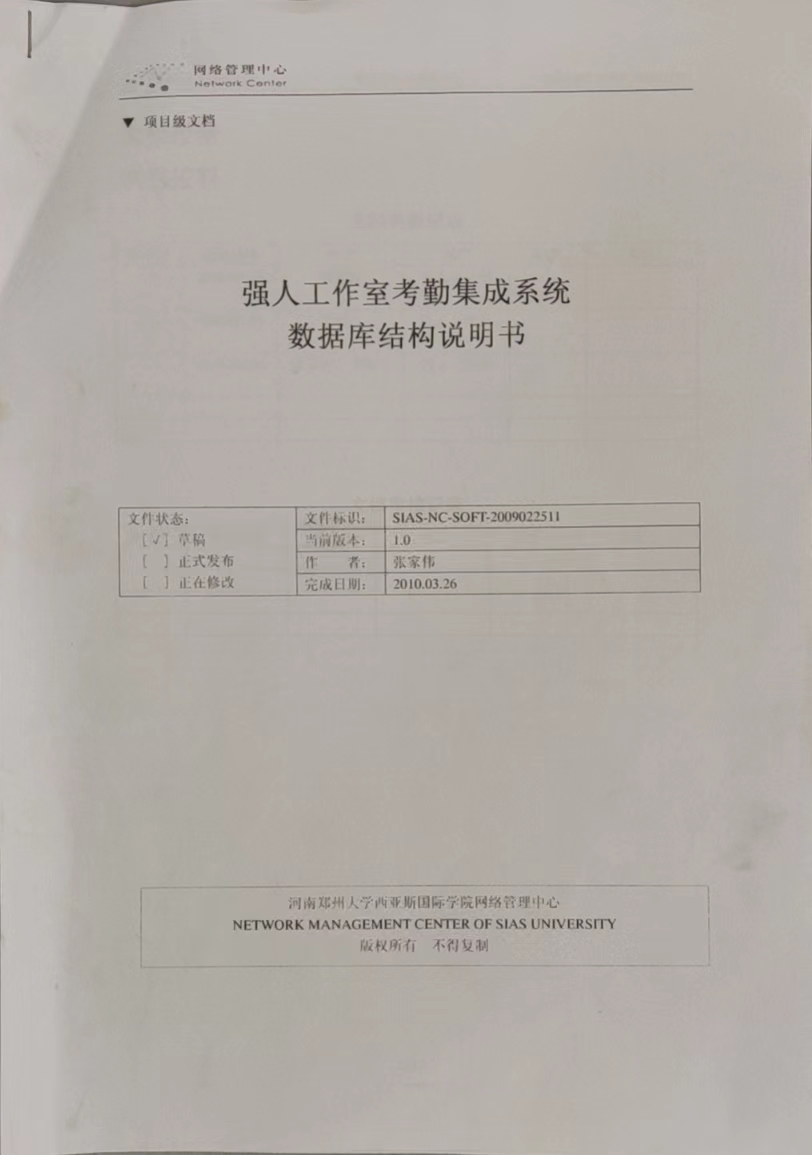 网络管理中心
Network Center
▼ 项目级文档
强人工作室考勤集成系统
数据库结构说明书
文件状态：
[√] 草稿
[ ] 正式发布
[ ] 正在修改
文件标识： SIAS-NC-SOFT-2009022511
当前版本： 1.0
作 者： 张家伟
完成日期： 2010.03.26
河南郑州大学西亚斯国际学院网络管理中心
NETWORK MANAGEMENT CENTER OF SIAS UNIVERSITY
版权所有 不得复制